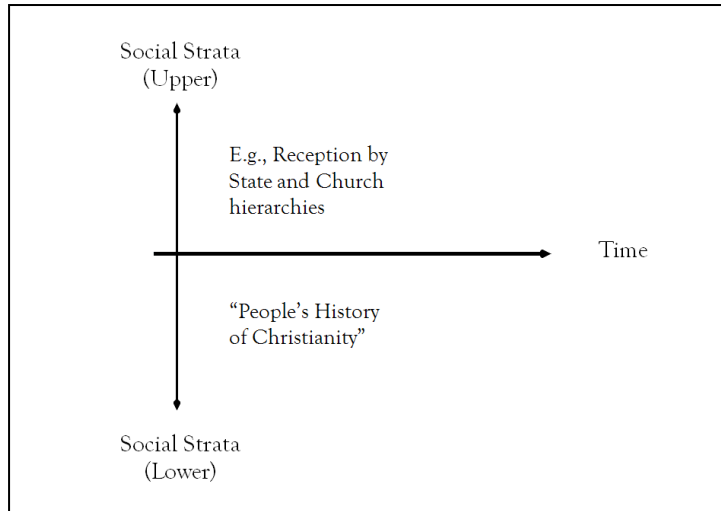 Social Strata
(Upper)
E.g., Reception by
State and Church
hierarchies
Time
“People’s History
of Christianity”
Social Strata
(Lower)